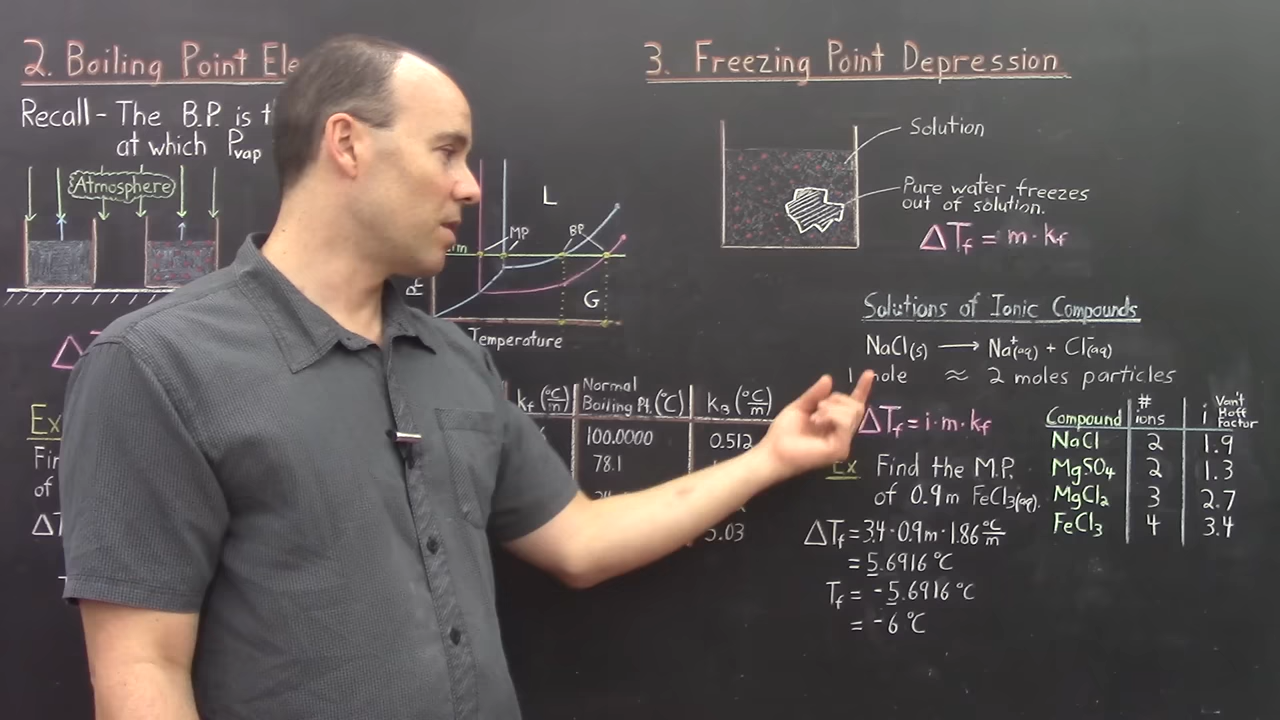 2. Boiling Point
Recall - The B.P. is
at which Pvap
Atmosphere
L
MP
BP
G
Temperature
Ex
of
3. Freezing Point Depression
Solution
Pure water freezes
out of solution.
ΔTf = m·kf
Solutions of Ionic Compounds
NaCl(s) → Na⁺(aq) + Cl⁻(aq)
1 mole ≈ 2 moles particles
ΔTf = i·m·kf
Ex Find the M.P.
of 0.9m FeCl₃(aq).
ΔTf = 3.4·0.9m·1.86 °C/m
= 5.6916 °C
Tf = -5.6916 °C
= -6 °C
kf (°C/m) Normal Boiling Pt. (°C) kB (°C/m)
100.0000 0.512
78.1
5.03
Compound # ions i Van't Hoff Factor
NaCl 2 1.9
MgSO₄ 2 1.3
MgCl₂ 3 2.7
FeCl₃ 4 3.4